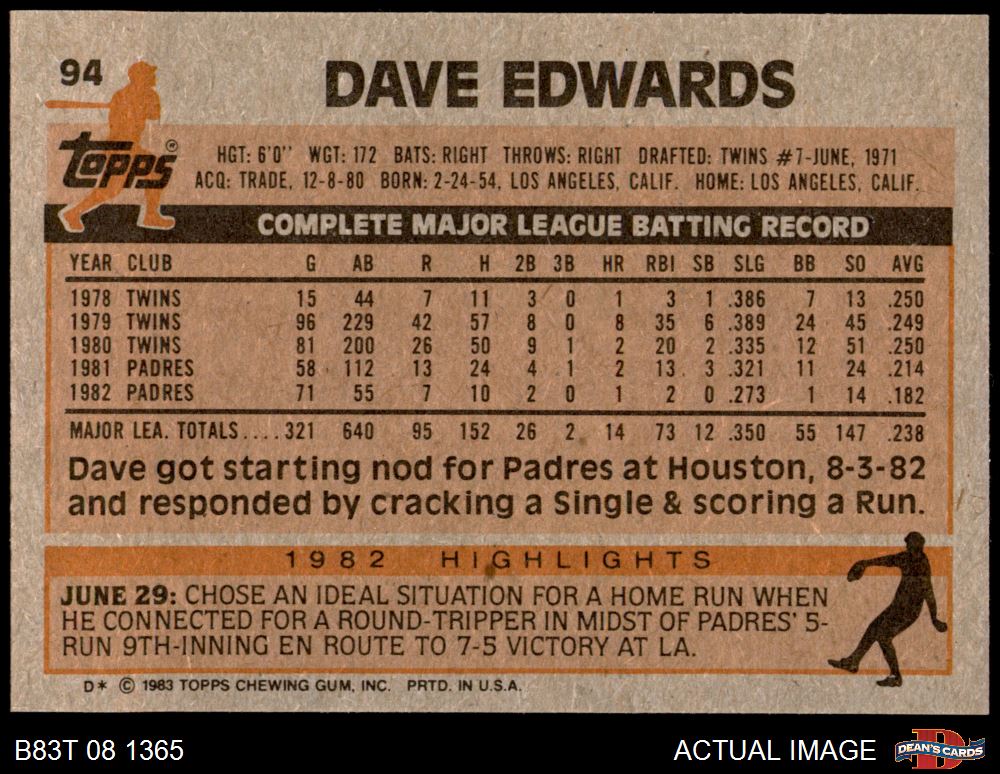 94
DAVE EDWARDS
Topps®
HGT: 6'0" WGT: 172 BATS: RIGHT THROWS: RIGHT DRAFTED: TWINS #7-JUNE, 1971
ACQ: TRADE, 12-8-80 BORN: 2-24-54, LOS ANGELES, CALIF. HOME: LOS ANGELES, CALIF.
COMPLETE MAJOR LEAGUE BATTING RECORD
YEAR CLUB G AB R H 2B 3B HR RBI SB SLG BB SO AVG
1978 TWINS 15 44 7 11 3 0 1 3 1 .386 7 13 .250
1979 TWINS 96 229 42 57 8 0 8 35 6 .389 24 45 .249
1980 TWINS 81 200 26 50 9 1 2 20 2 .335 12 51 .250
1981 PADRES 58 112 13 24 4 1 2 13 3 .321 11 24 .214
1982 PADRES 71 55 7 10 2 0 1 2 0 .273 1 14 .182
MAJOR LEA. TOTALS....321 640 95 152 26 2 14 73 12 .350 55 147 .238
Dave got starting nod for Padres at Houston, 8-3-82
and responded by cracking a Single & scoring a Run.
1982 HIGHLIGHTS
JUNE 29: CHOSE AN IDEAL SITUATION FOR A HOME RUN WHEN
HE CONNECTED FOR A ROUND-TRIPPER IN MIDST OF PADRES' 5-
RUN 9TH-INNING EN ROUTE TO 7-5 VICTORY AT LA.
D* © 1983 TOPPS CHEWING GUM, INC. PRTD. IN U.S.A.
B83T 08 1365
ACTUAL IMAGE
D
DEAN'S CARDS